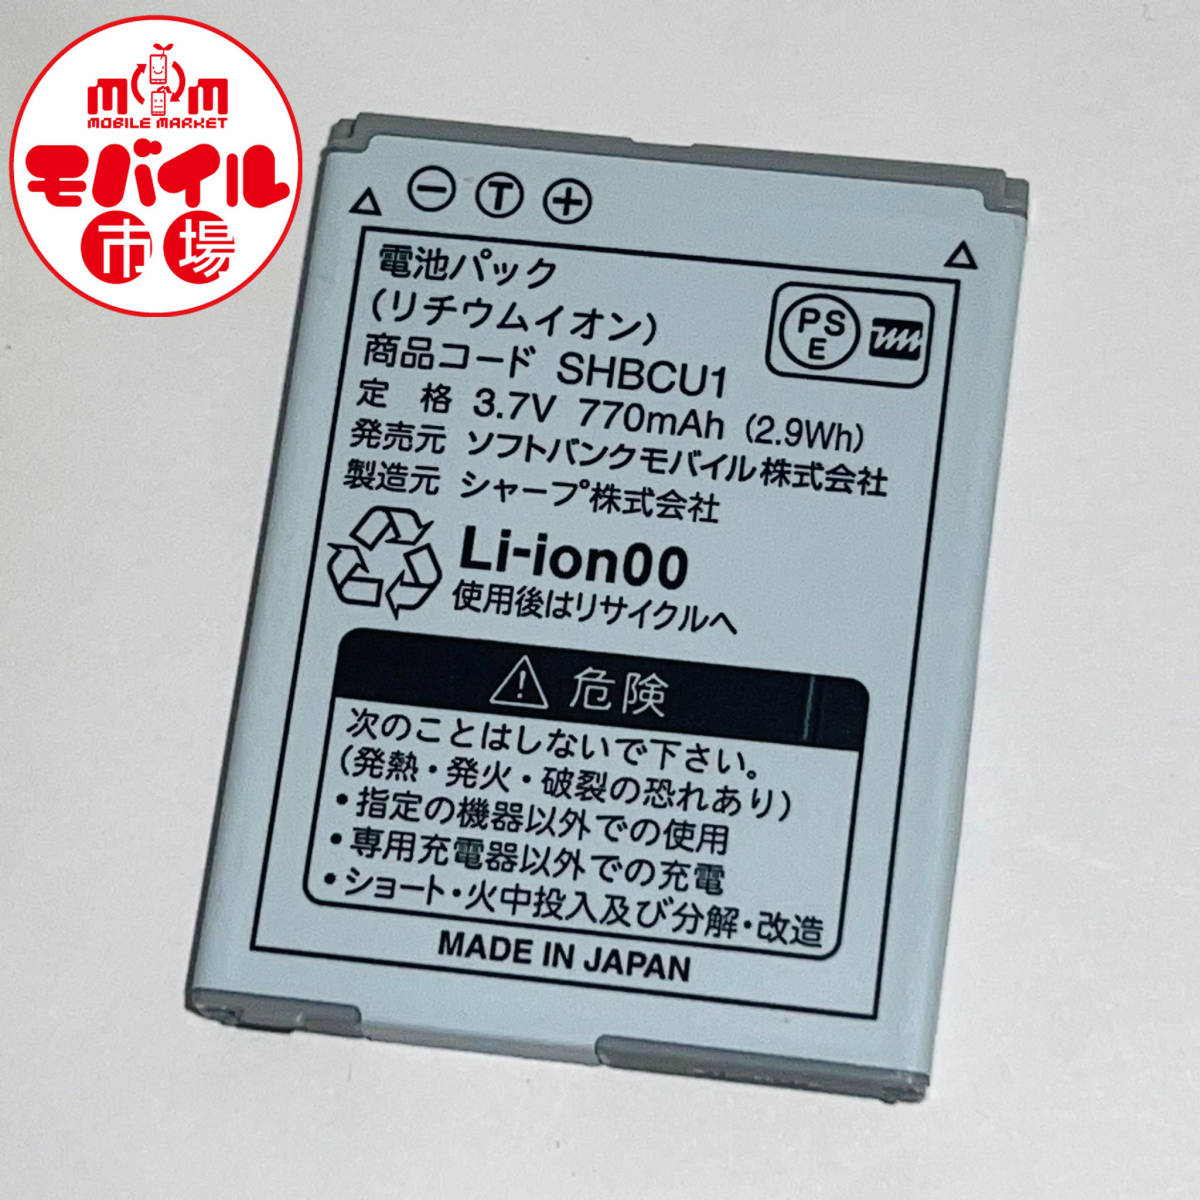 MOM
MOBILE MARKET
モバイル
市場
− T +
電池パック
(リチウムイオン)
商品コード SHBCU1
定 格 3.7V 770mAh (2.9Wh)
発売元 ソフトバンクモバイル株式会社
製造元 シャープ株式会社
PS
E
Li-ion00
使用後はリサイクルへ
危険
次のことはしないで下さい。
(発熱・発火・破裂の恐れあり)
・指定の機器以外での使用
・専用充電器以外での充電
・ショート・火中投入及び分解・改造
MADE IN JAPAN